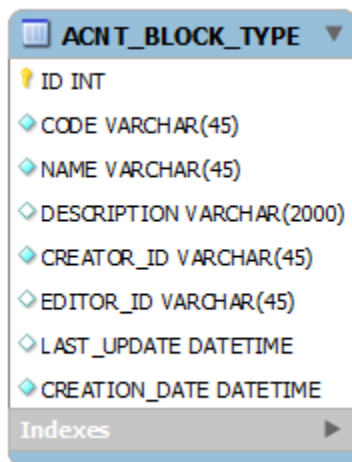 ACNT_BLOCK_TYPE
ID INT
CODE VARCHAR(45)
NAME VARCHAR(45)
DESCRIPTION VARCHAR(2000)
CREATOR_ID VARCHAR(45)
EDITOR_ID VARCHAR(45)
LAST_UPDATE DATETIME
CREATION_DATE DATETIME
Indexes